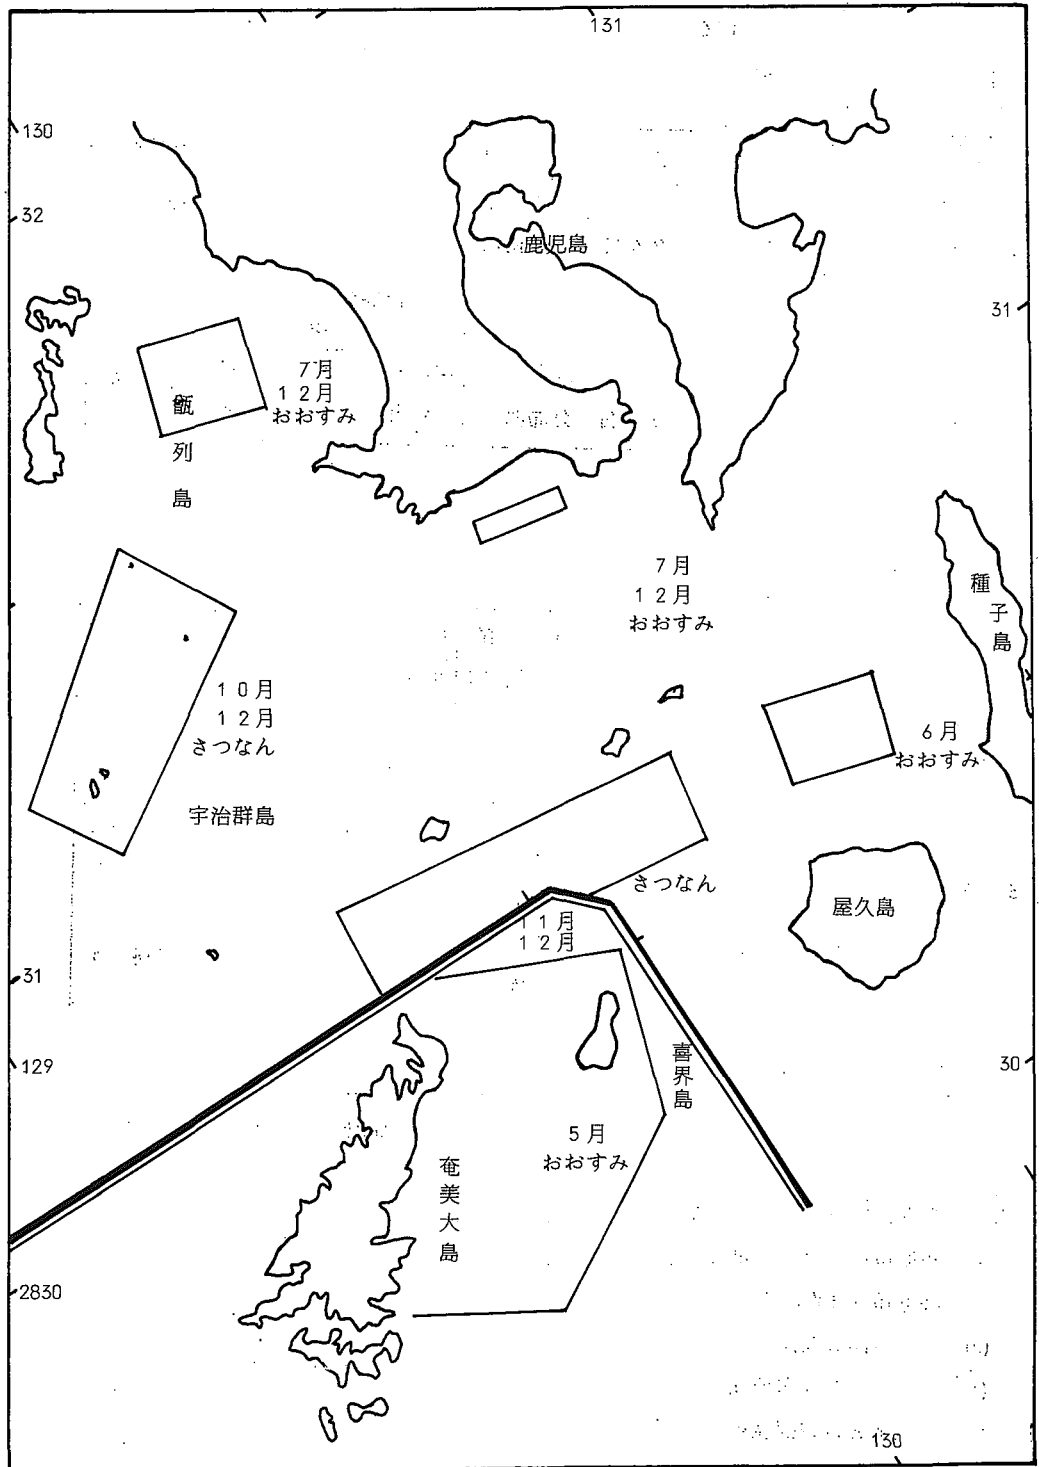 131
130
32
鹿児島
31
7月
12月
おおすみ
甑列島
7月
12月
おおすみ
種子島
10月
12月
さつなん
6月
おおすみ
宇治群島
さつなん
屋久島
11月
12月
31
129
喜界島
30
5月
おおすみ
奄美大島
2830
130